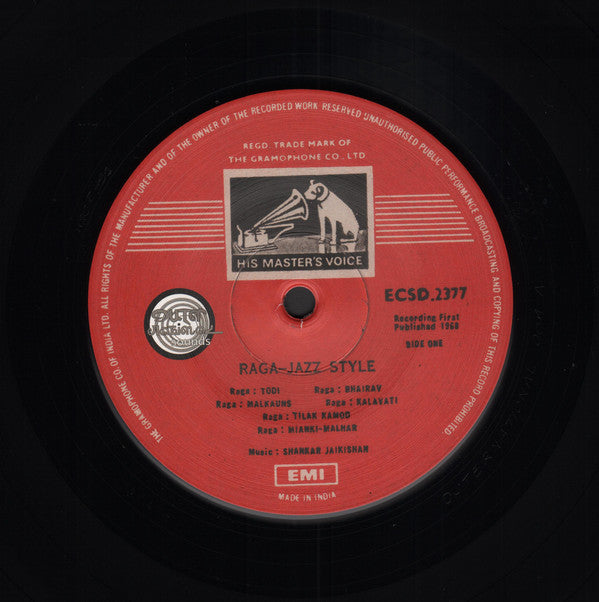 THE GRAMOPHONE CO. OF INDIA LTD. ALL RIGHTS OF THE MANUFACTURER AND OF THE OWNER OF THE RECORDED WORK RESERVED UNAUTHORISED PUBLIC PERFORMANCE BROADCASTING AND COPYING OF THIS RECORD PROHIBITED.
REGD. TRADE MARK OF
THE GRAMOPHONE CO., LTD
HIS MASTER'S VOICE
ECSD.2377
Recording First
Published 1968
SIDE ONE
sounds
RAGA-JAZZ STYLE
Raga : TODI Raga : BHAIRAV
Raga : MALKAUNS Raga : KALAVATI
Raga : TILAK KAMOD
Raga : MIANKI-MALHAR
Music : SHANKAR JAIKISHAN
EMI
MADE IN INDIA